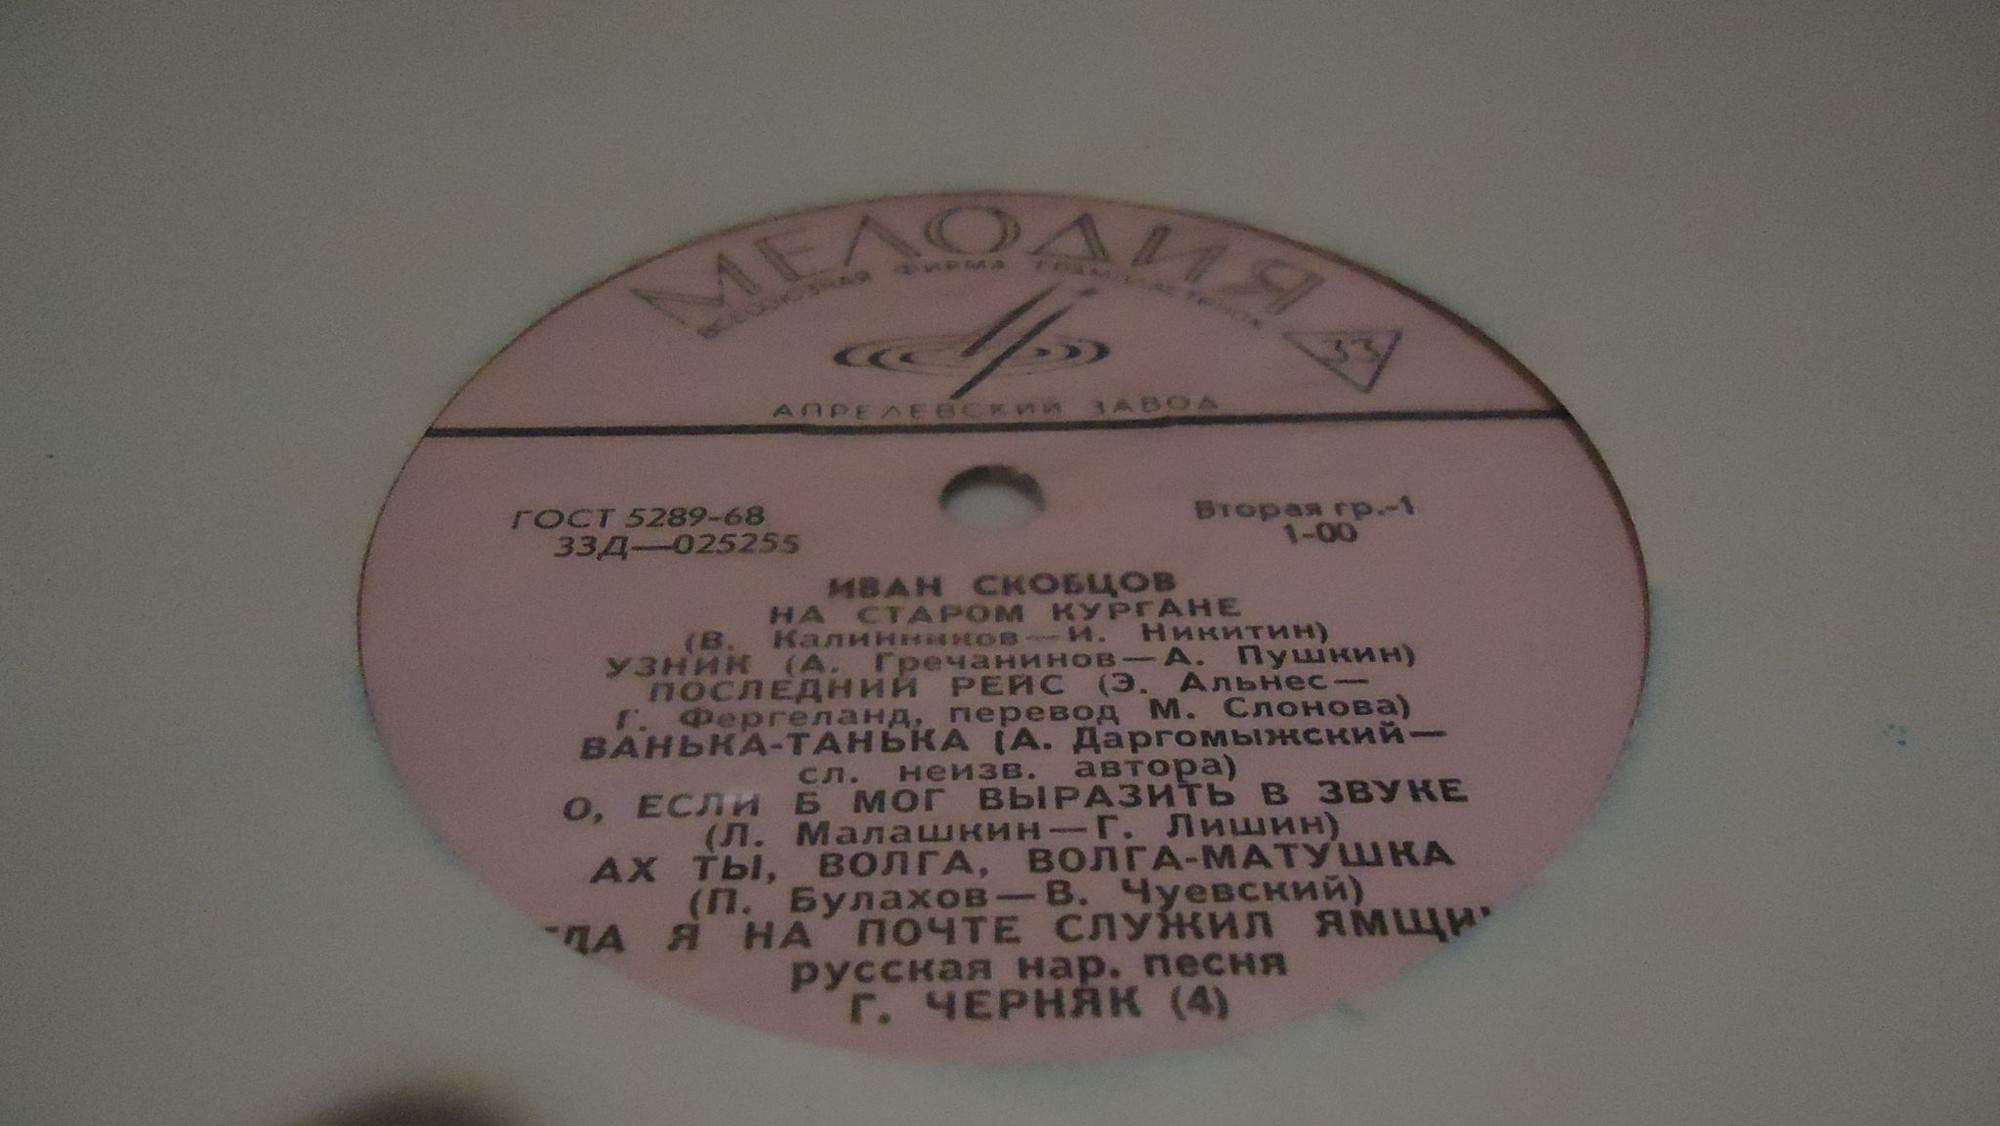 МЕЛОДИЯ
ВСЕСОЮЗНАЯ ФИРМА ГРАМПЛАСТИНОК
33
АПРЕЛЕВСКИЙ ЗАВОД
ГОСТ 5289-68
33Д—025255
Вторая гр.-1
1-00
ИВАН СКОБЦОВ
НА СТАРОМ КУРГАНЕ
(В. Калинников—И. Никитин)
УЗНИК (А. Гречанинов—А. Пушкин)
ПОСЛЕДНИЙ РЕЙС (Э. Альнес—
Г. Фергеланд, перевод М. Слонова)
ВАНЬКА-ТАНЬКА (А. Даргомыжский—
сл. неизв. автора)
О, ЕСЛИ Б МОГ ВЫРАЗИТЬ В ЗВУКЕ
(Л. Малашкин—Г. Лишин)
АХ ТЫ, ВОЛГА, ВОЛГА-МАТУШКА
(П. Булахов—В. Чуевский)
ДА Я НА ПОЧТЕ СЛУЖИЛ ЯМЩИ
русская нар. песня
Г. ЧЕРНЯК (4)